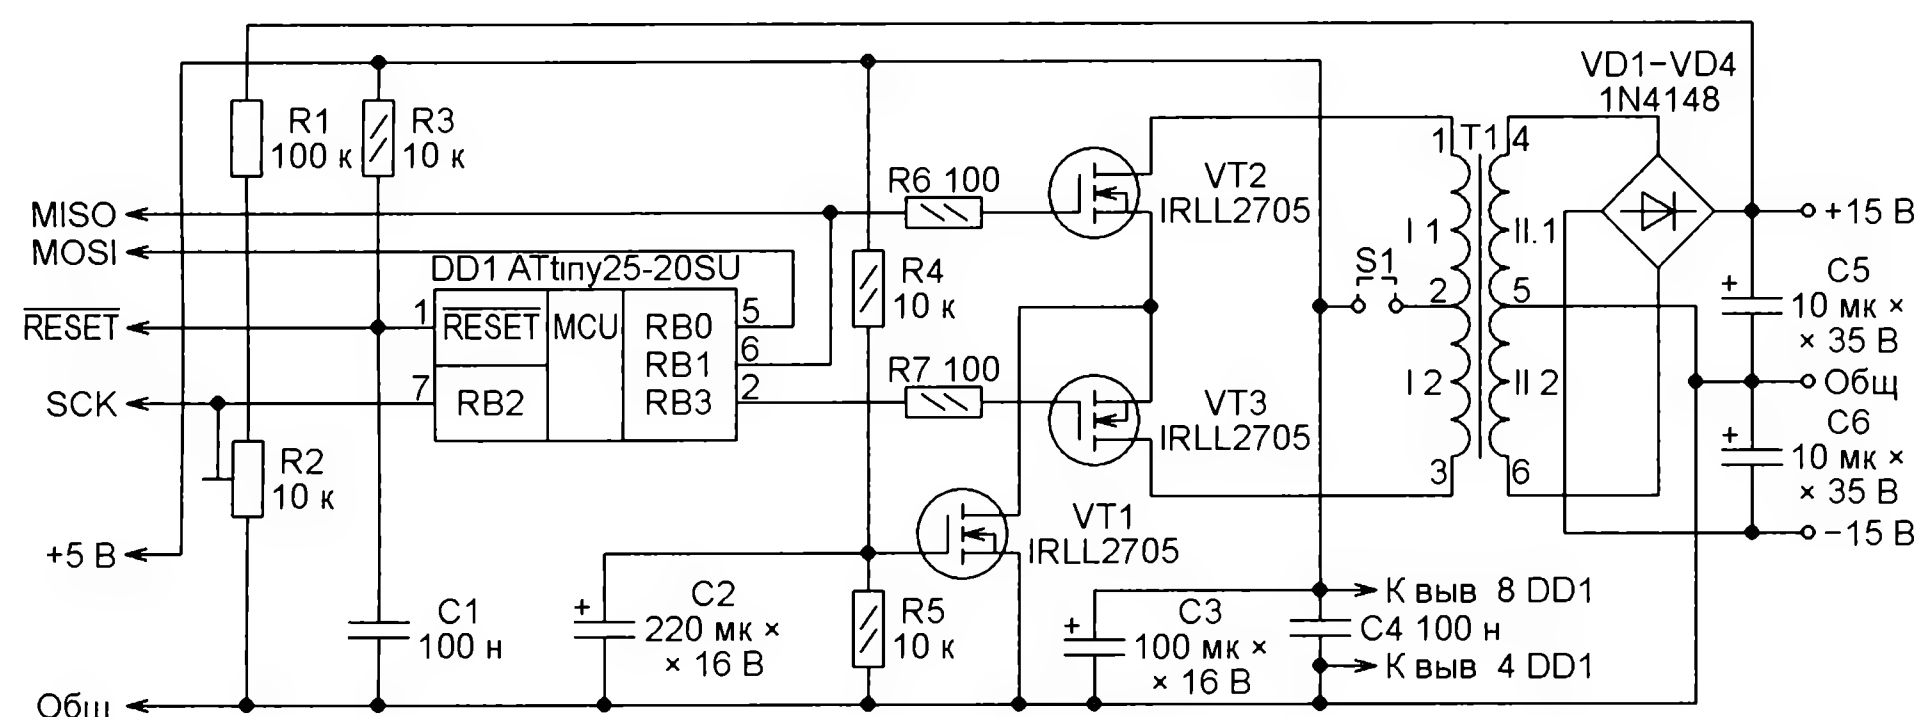 VD1–VD4
1N4148
R1
100 к
R3
10 к
R6 100
VT2
IRLL2705
1
T1
4
MISO
MOSI
DD1 ATtiny25-20SU
R4
10 к
I 1
II.1
+15 В
S1
2
5
C5
10 мк ×
× 35 В
RESET
1
RESET
MCU
RB0
5
RB1
6
RB3
2
SCK
7
RB2
R7 100
VT3
IRLL2705
I 2
II 2
Общ
C6
10 мк ×
× 35 В
3
6
R2
10 к
VT1
IRLL2705
−15 В
+5 В
C1
100 н
C2
220 мк ×
× 16 В
R5
10 к
C3
100 мк ×
× 16 В
К выв 8 DD1
C4 100 н
К выв 4 DD1
Общ